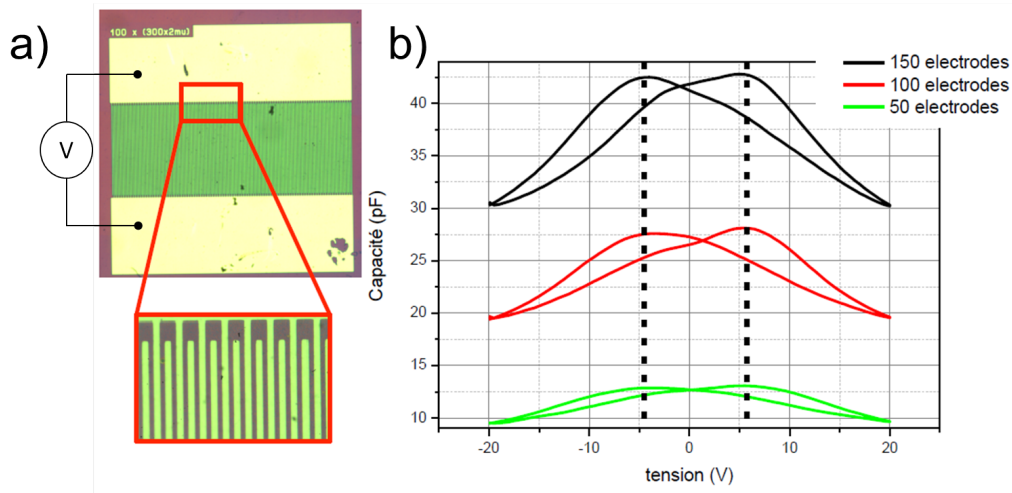 a)
100 x (300x2mu)
V
b)
150 electrodes
100 electrodes
50 electrodes
Capacité (pF)
40
35
30
25
20
15
10
-20
-10
0
10
20
tension (V)